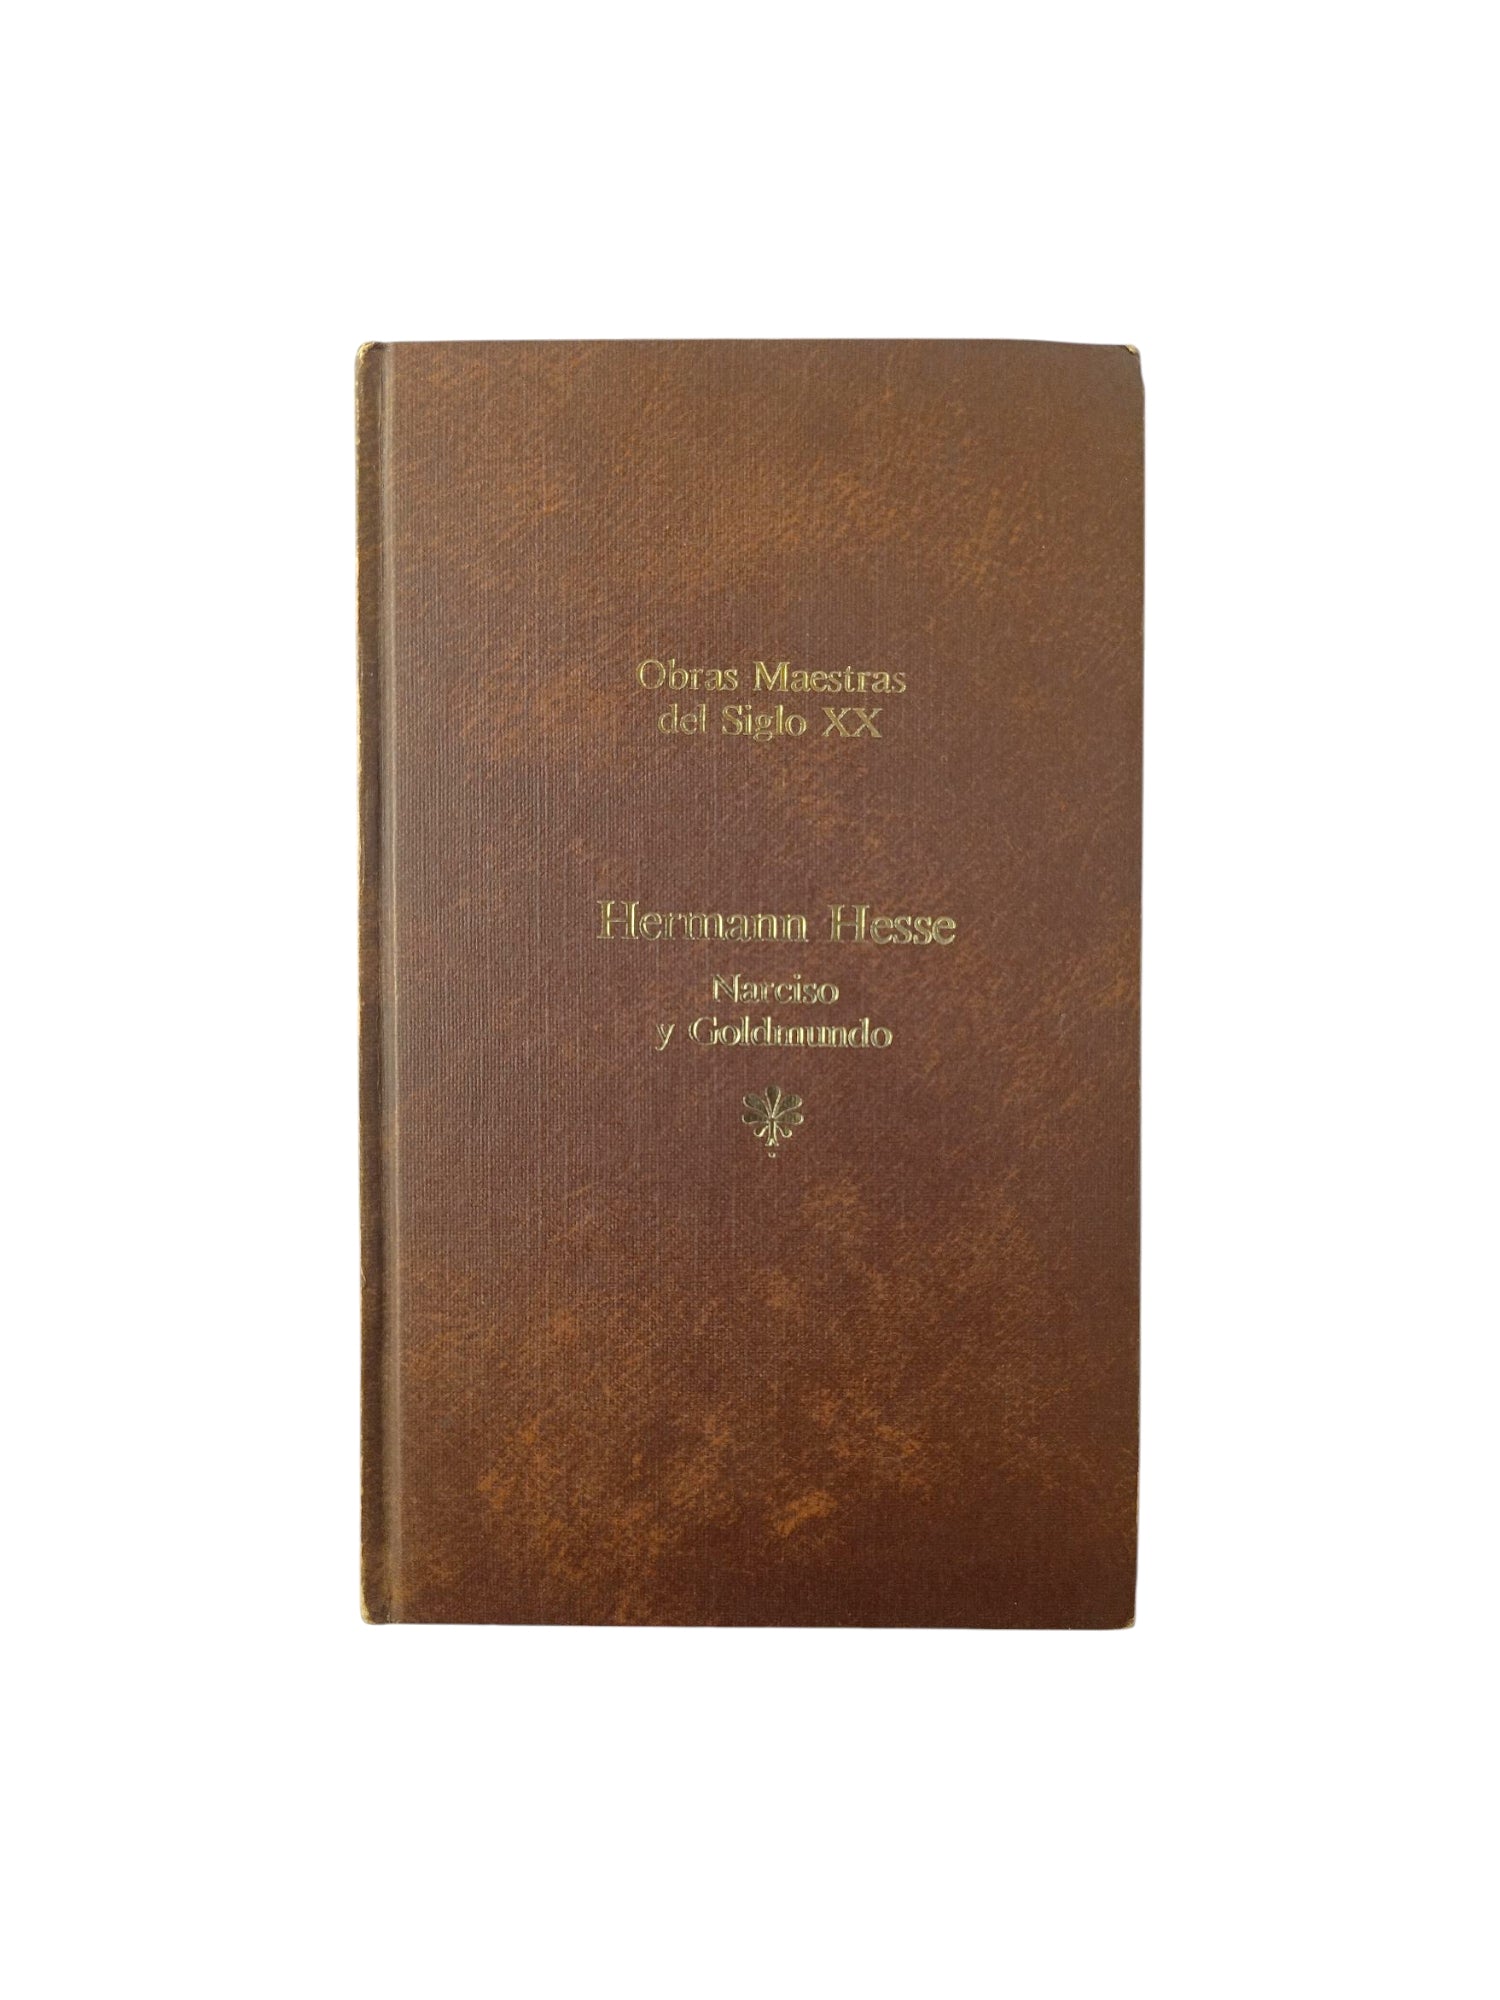 Obras Maestras
del Siglo XX
Hermann Hesse
Narciso
y Goldmundo